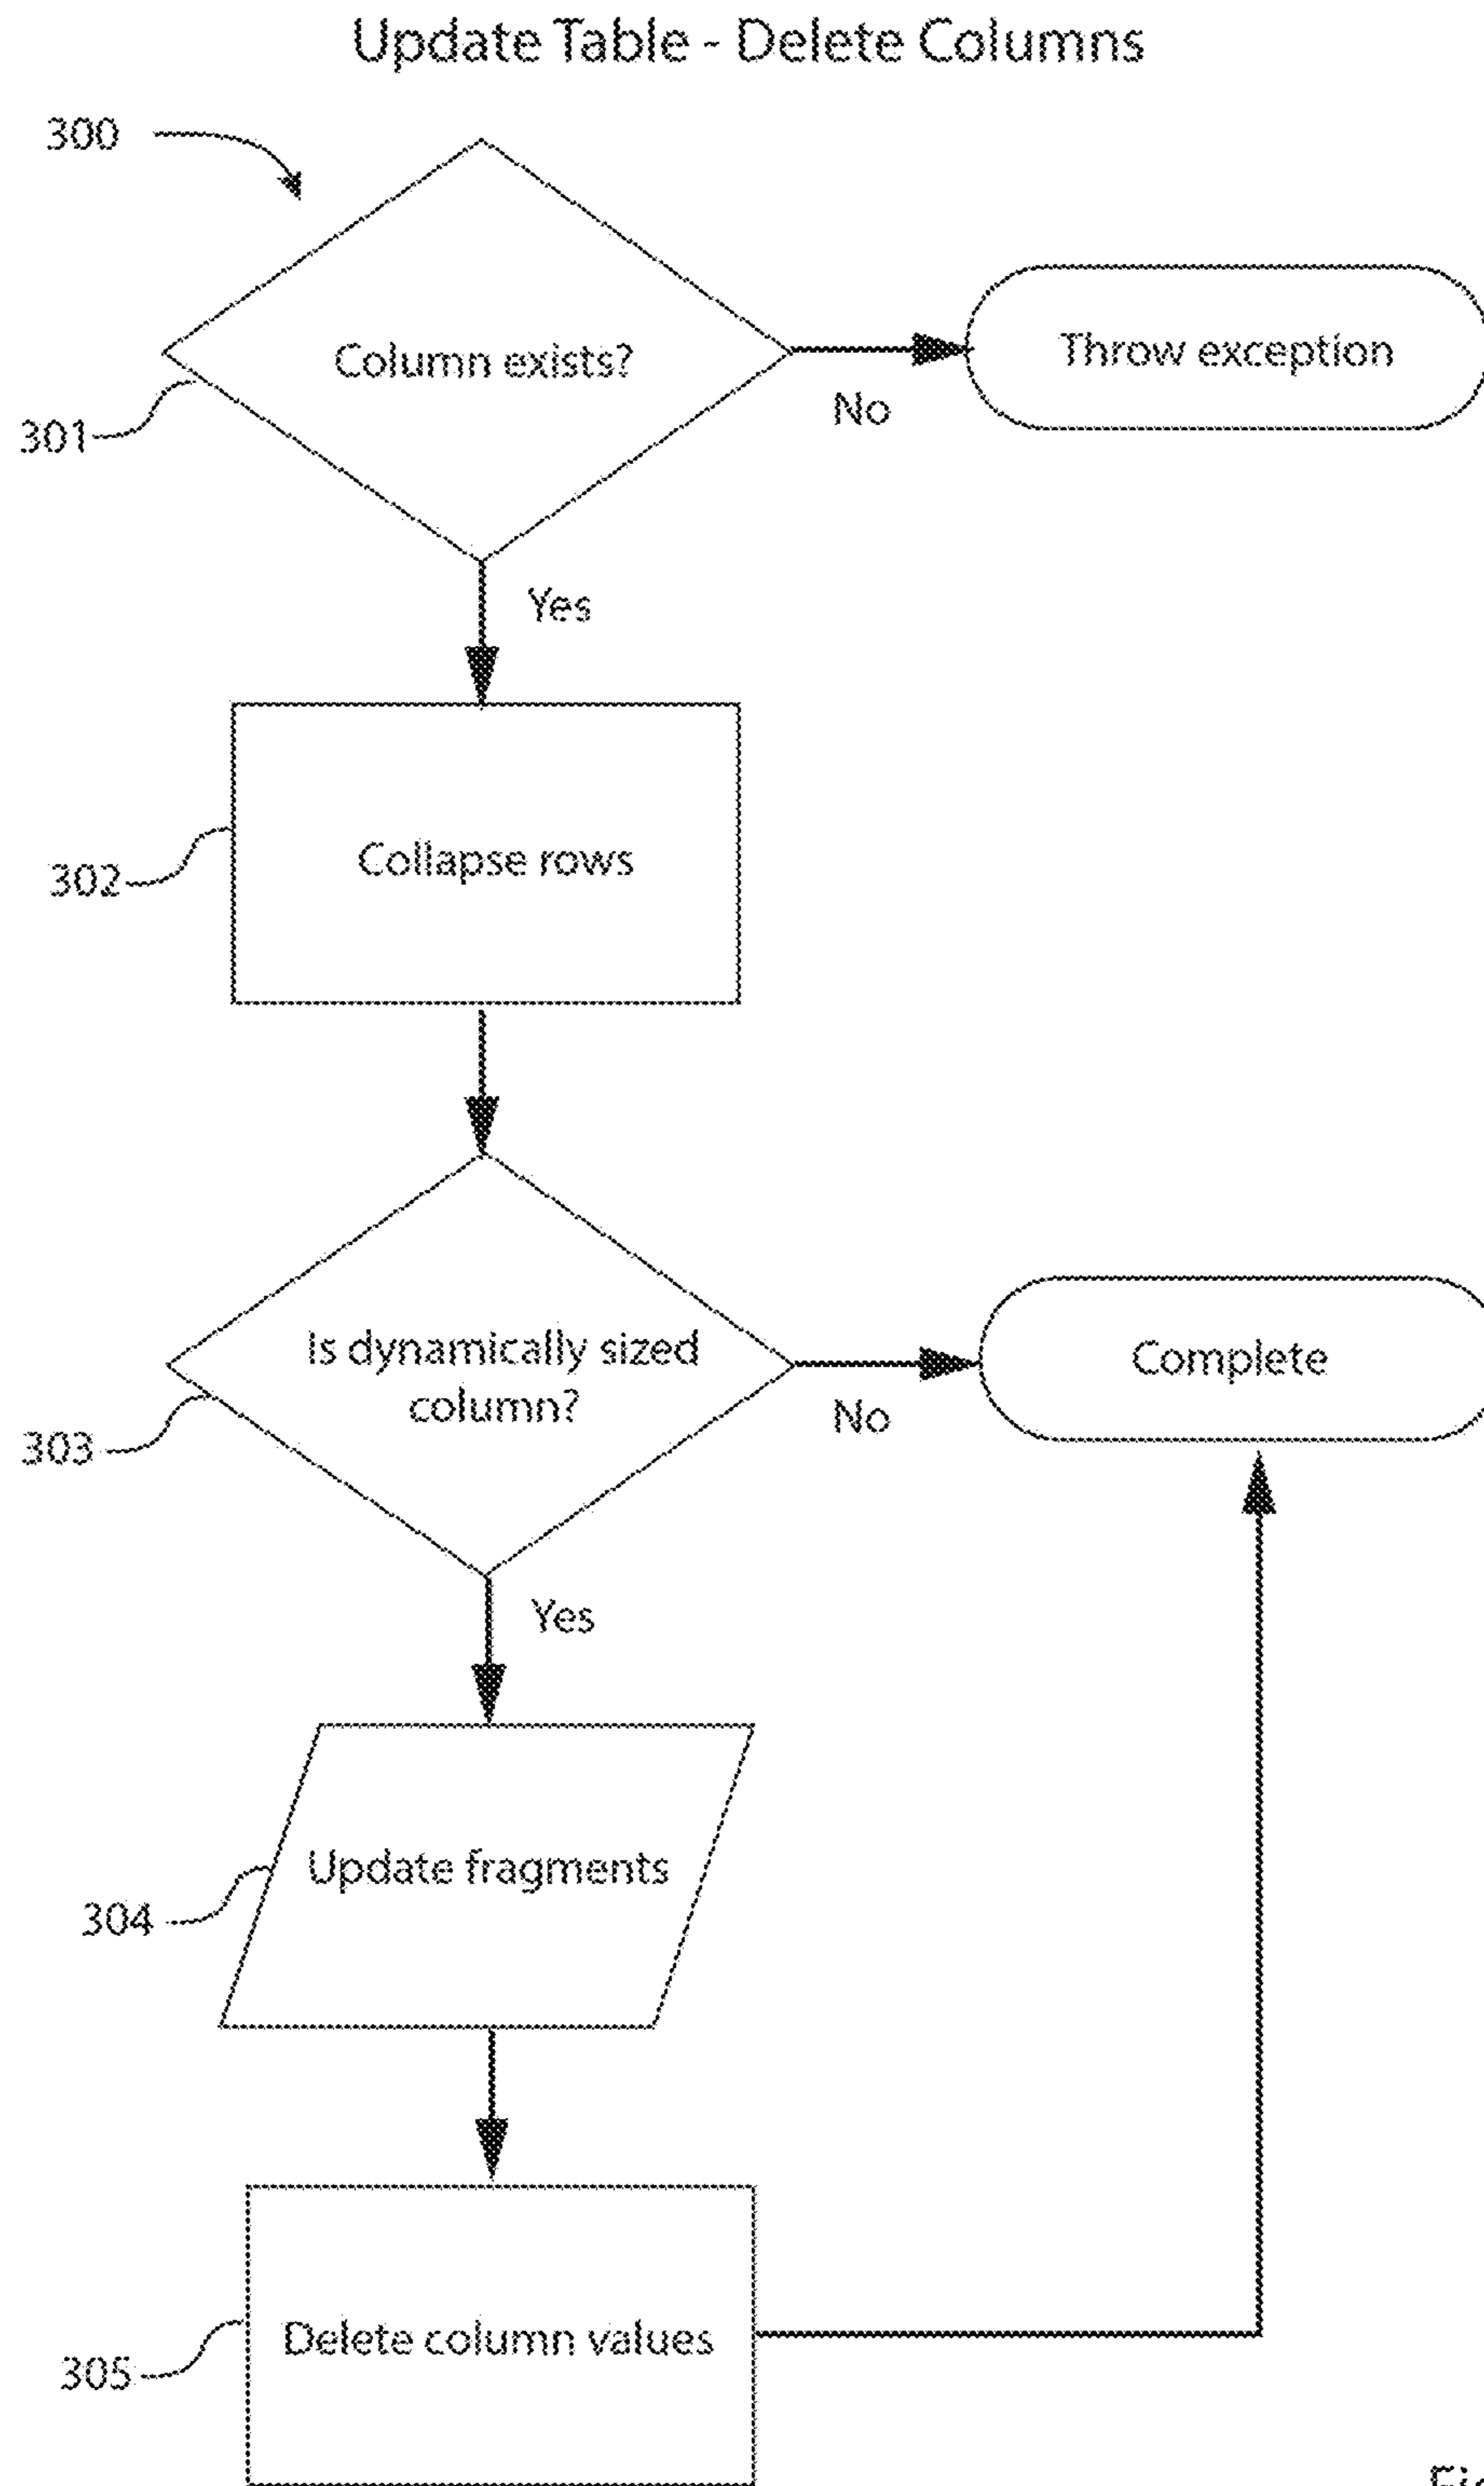 Update Table - Delete Columns
300
Column exists?
Throw exception
301
No
Yes
Collapse rows
302
Is dynamically sized
column?
Complete
303
No
Yes
Update fragments
304
Delete column values
305